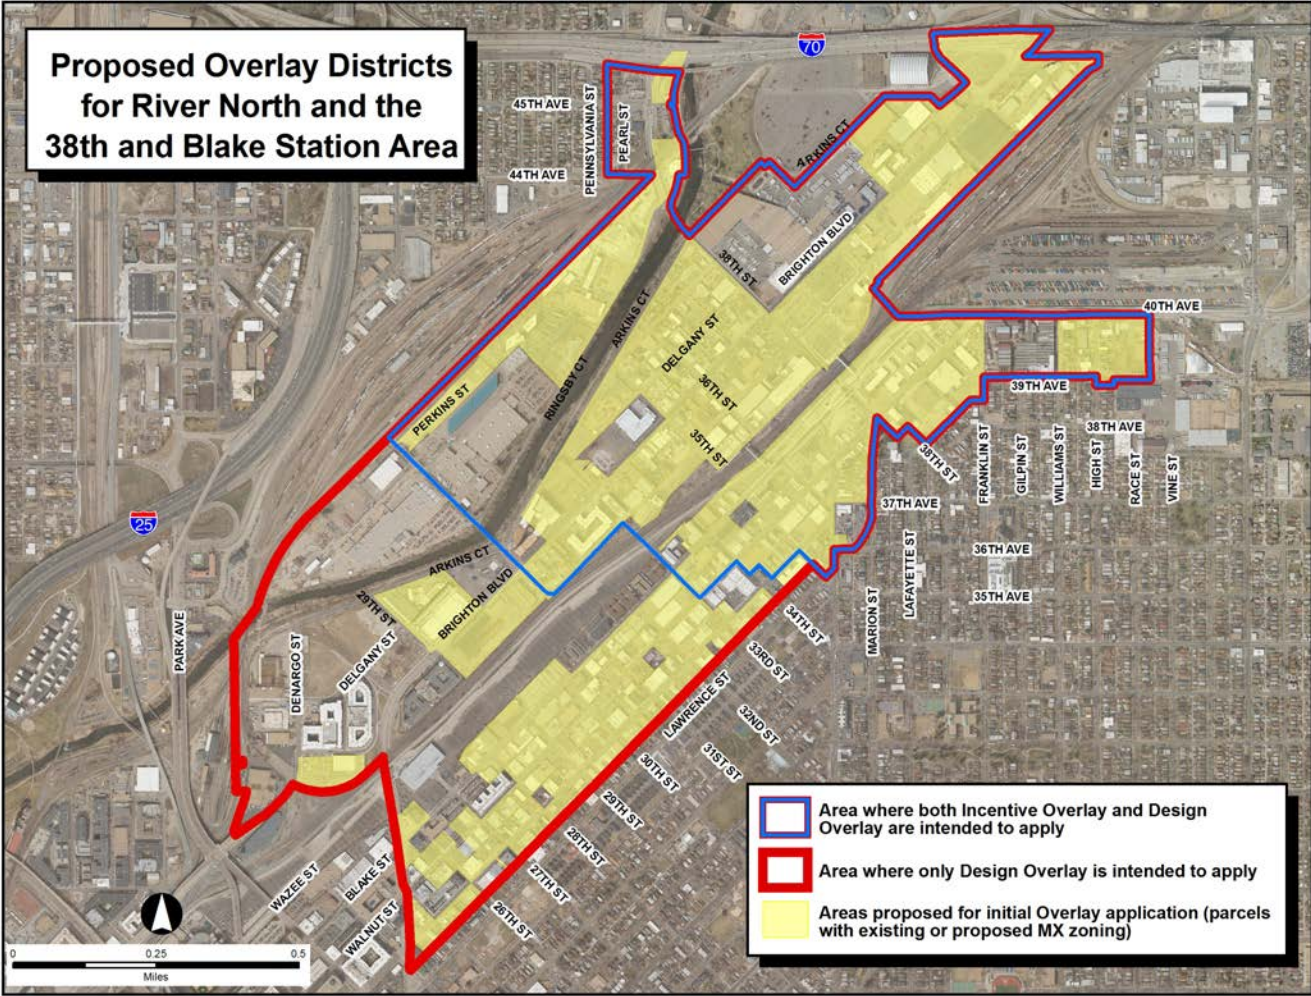 Proposed Overlay Districts
for River North and the
38th and Blake Station Area
70
45TH AVE
PENNSYLVANIA ST
PEARL ST
44TH AVE
ARKINS CT
BRIGHTON BLVD
38TH ST
ARKINS CT
DELGANY ST
40TH AVE
36TH ST
RINGSBY CT
PERKINS ST
39TH AVE
35TH ST
38TH ST
38TH AVE
FRANKLIN ST
GILPIN ST
WILLIAMS ST
HIGH ST
RACE ST
VINE ST
37TH AVE
25
ARKINS CT
36TH AVE
LAFAYETTE ST
35TH AVE
29TH ST
BRIGHTON BLVD
MARION ST
34TH ST
PARK AVE
DENARGO ST
DELGANY ST
33RD ST
LAWRENCE ST
32ND ST
31ST ST
30TH ST
29TH ST
28TH ST
27TH ST
26TH ST
WAZEE ST
BLAKE ST
WALNUT ST
Area where both Incentive Overlay and Design
Overlay are intended to apply
Area where only Design Overlay is intended to apply
Areas proposed for initial Overlay application (parcels
with existing or proposed MX zoning)
0 0.25 0.5
Miles